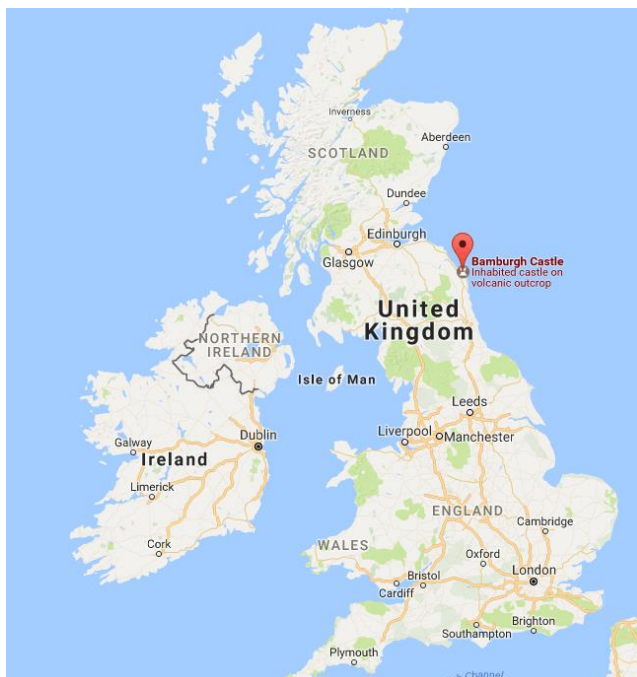 Inverness
Aberdeen
SCOTLAND
Dundee
Edinburgh
Glasgow
Bamburgh Castle
Inhabited castle on
volcanic outcrop
United
Kingdom
NORTHERN
IRELAND
Isle of Man
Leeds
Liverpool
Manchester
Dublin
Galway
Ireland
Limerick
ENGLAND
Cambridge
Cork
WALES
Oxford
London
Bristol
Cardiff
Southampton
Brighton
Plymouth
Channel